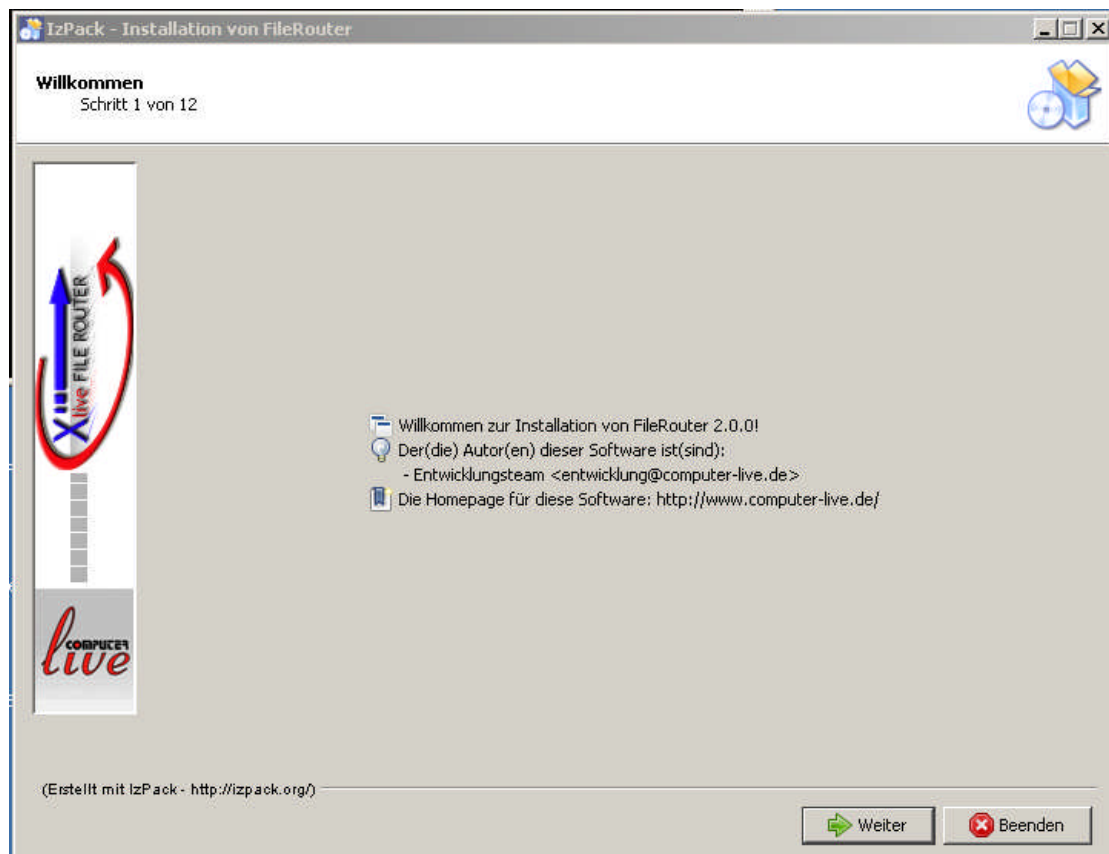 IzPack - Installation von FileRouter
Willkommen
Schritt 1 von 12
Xlive FILE ROUTER
COMPUTER
live
Willkommen zur Installation von FileRouter 2.0.0!
Der(die) Autor(en) dieser Software ist(sind):
- Entwicklungsteam <entwicklung@computer-live.de>
Die Homepage für diese Software: http://www.computer-live.de/
(Erstellt mit IzPack - http://izpack.org/)
Weiter
Beenden